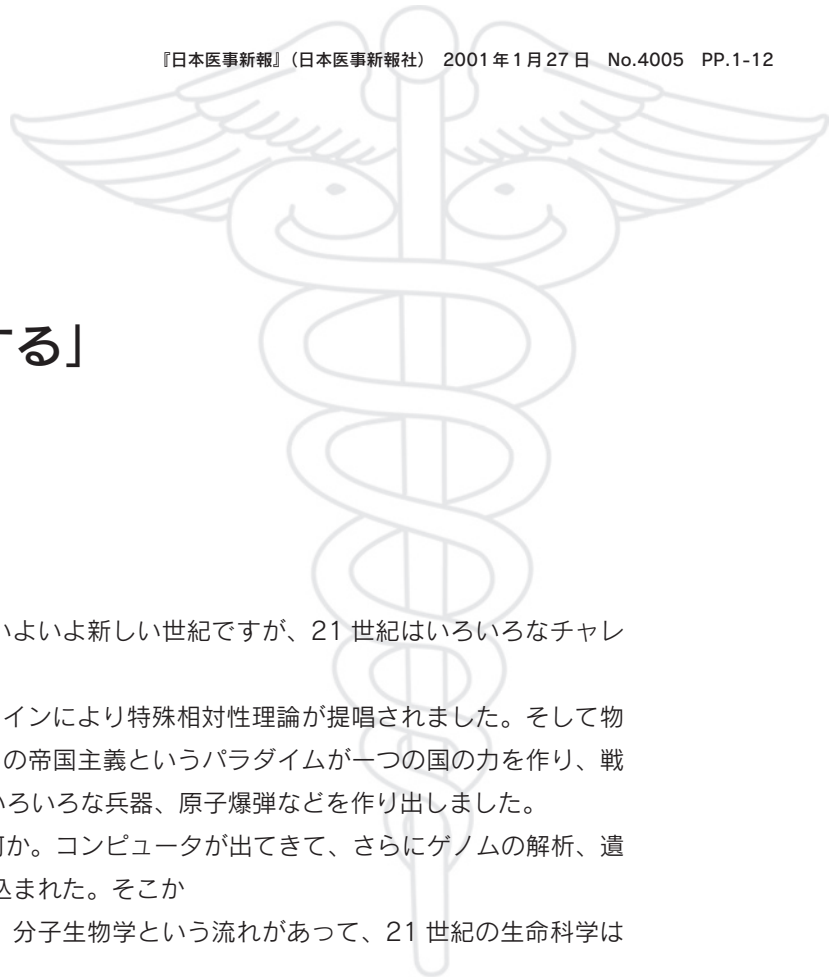 『日本医事新報』（日本医事新報社） 2001年1月27日 No.4005 PP.1-12
する」
いよいよ新しい世紀ですが、21 世紀はいろいろなチャレ
インにより特殊相対性理論が提唱されました。そして物
の帝国主義というパラダイムが一つの国の力を作り、戦
いろいろな兵器、原子爆弾などを作り出しました。
何か。コンピュータが出てきて、さらにゲノムの解析、遺
込まれた。そこか
分子生物学という流れがあって、21 世紀の生命科学は